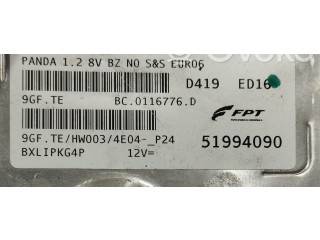 PANDA 1.2 8V BZ NO S&S EURO6
D419 ED16
9GF.TE BC.0116776.D
FPT
9GF.TE/HW003/4E04-_P24 51994090
BXLIPKG4P 12V=